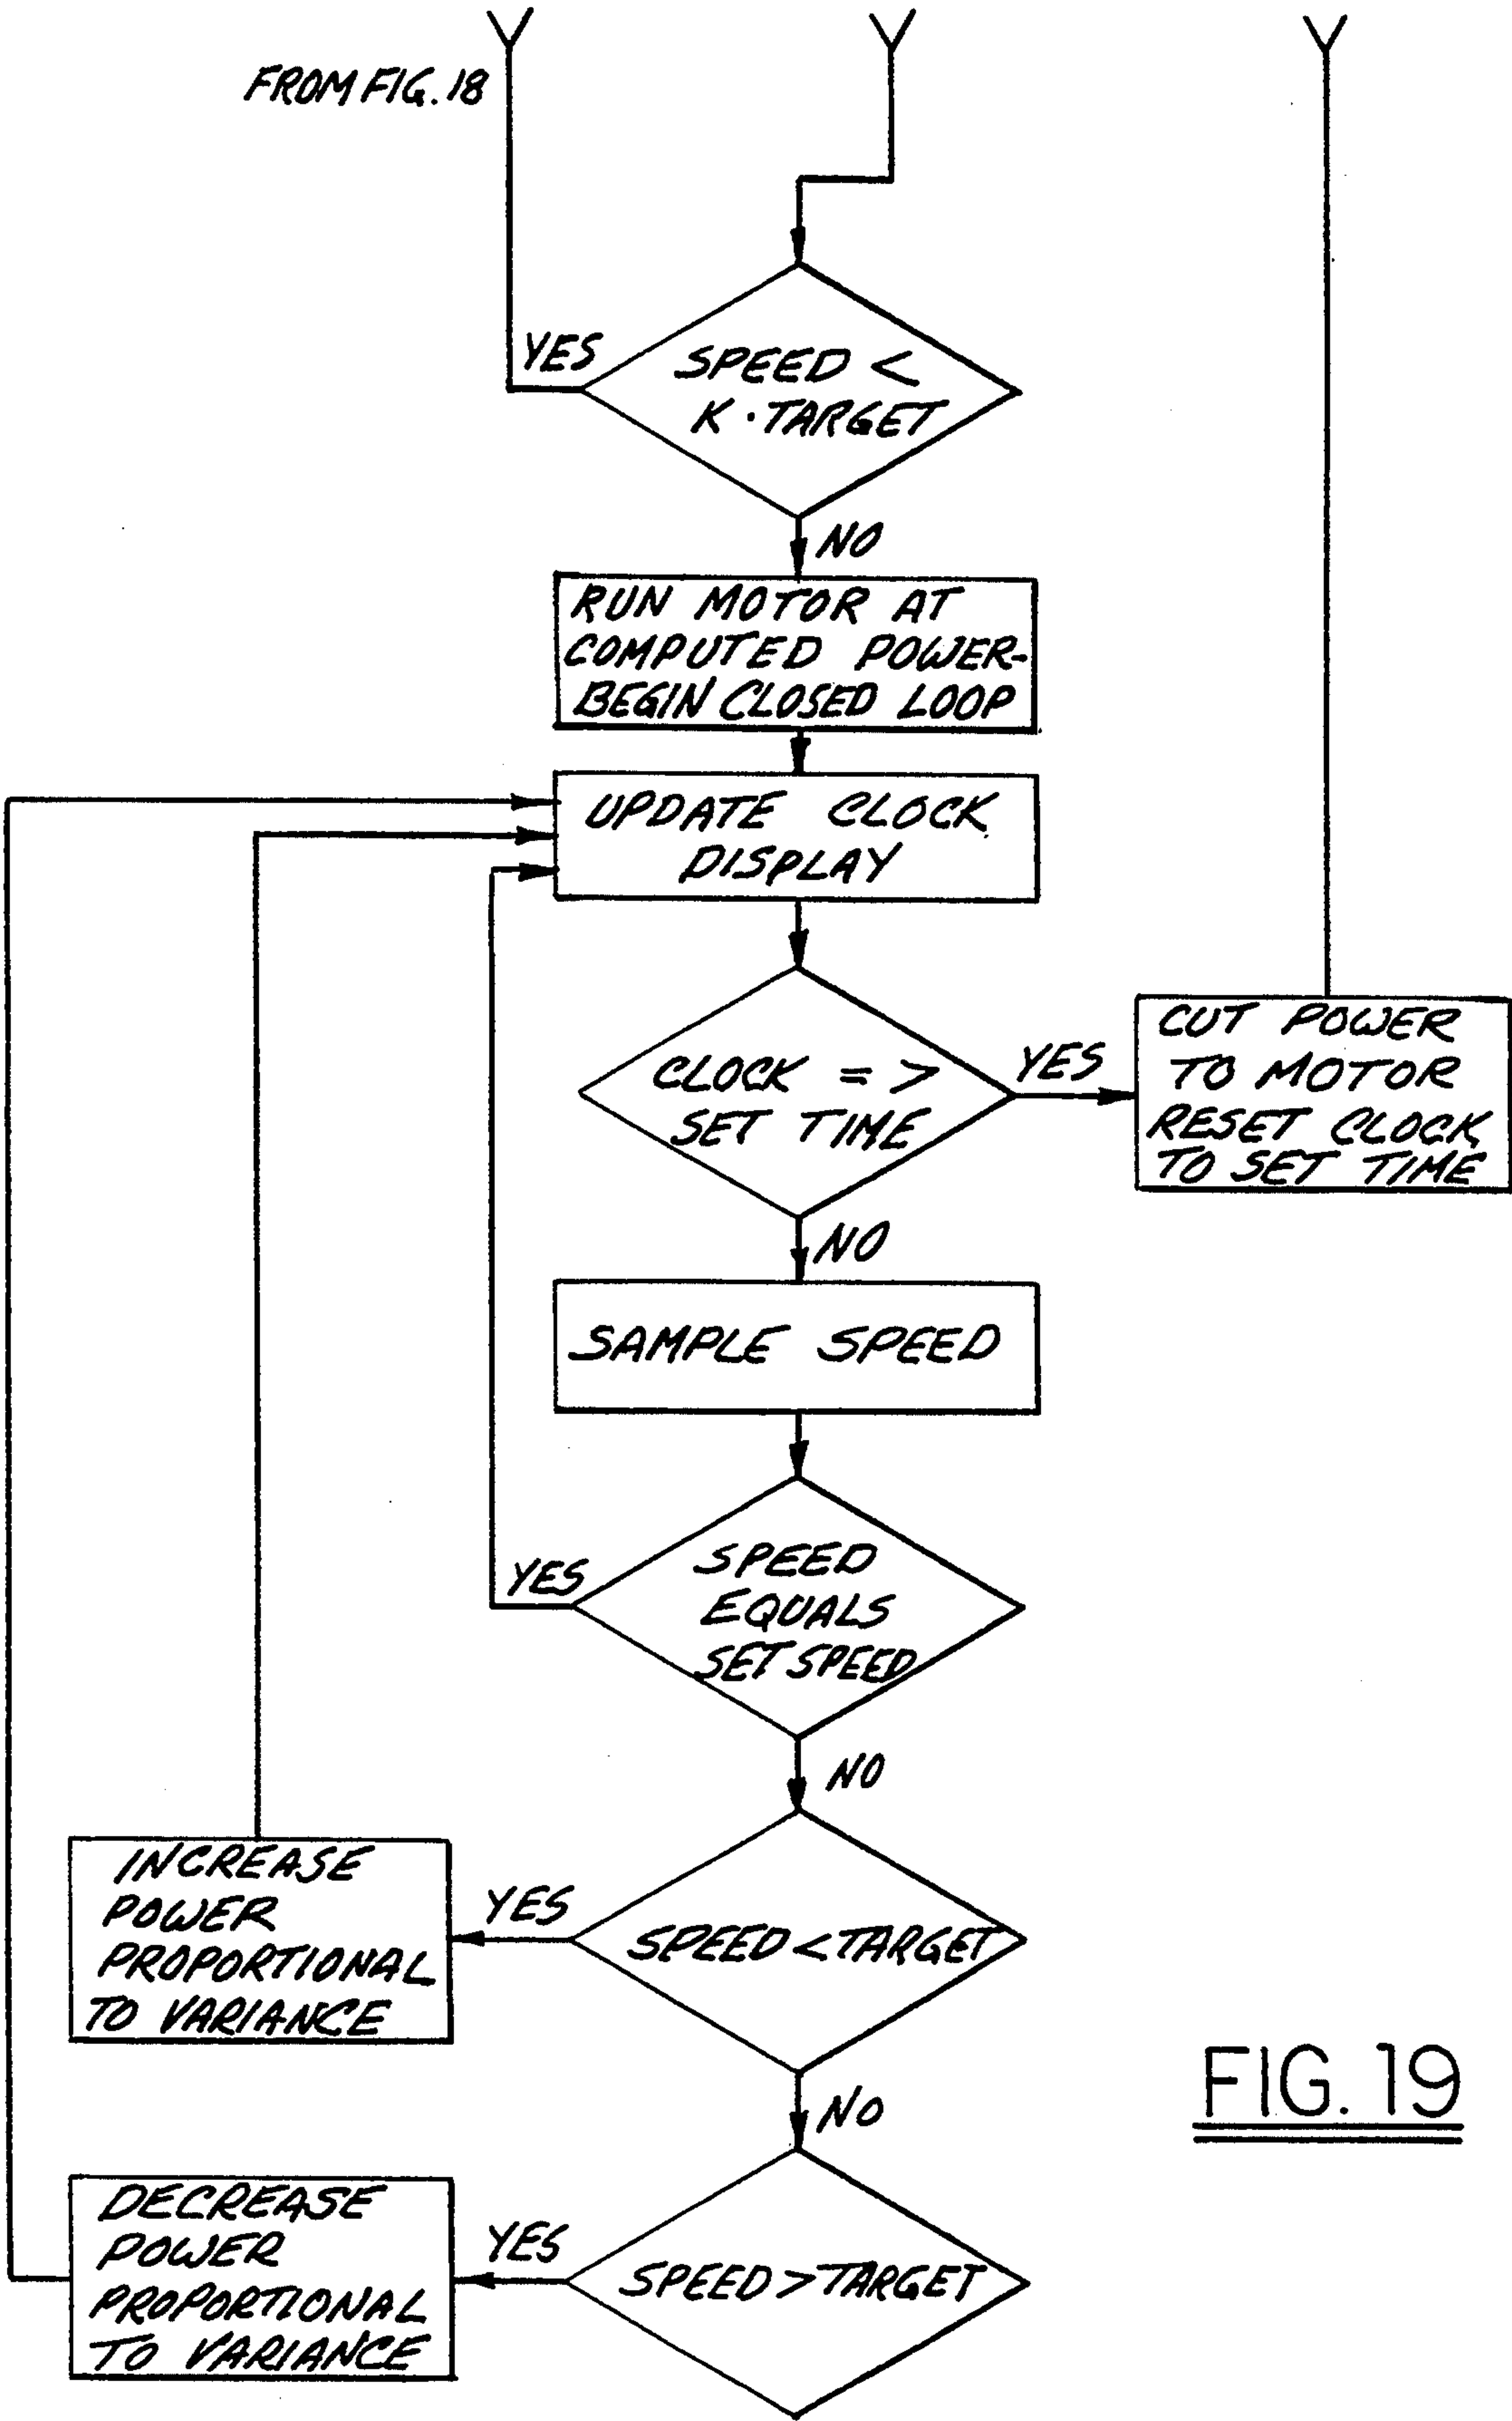 FROM FIG. 18
YES
SPEED <
K · TARGET
NO
RUN MOTOR AT
COMPUTED POWER-
BEGIN CLOSED LOOP
UPDATE CLOCK
DISPLAY
CLOCK = >
SET TIME
YES
CUT POWER
TO MOTOR
RESET CLOCK
TO SET TIME
NO
SAMPLE SPEED
YES
SPEED
EQUALS
SET SPEED
NO
INCREASE
POWER
PROPORTIONAL
TO VARIANCE
YES
SPEED < TARGET
NO
DECREASE
POWER
PROPORTIONAL
TO VARIANCE
YES
SPEED > TARGET
FIG. 19